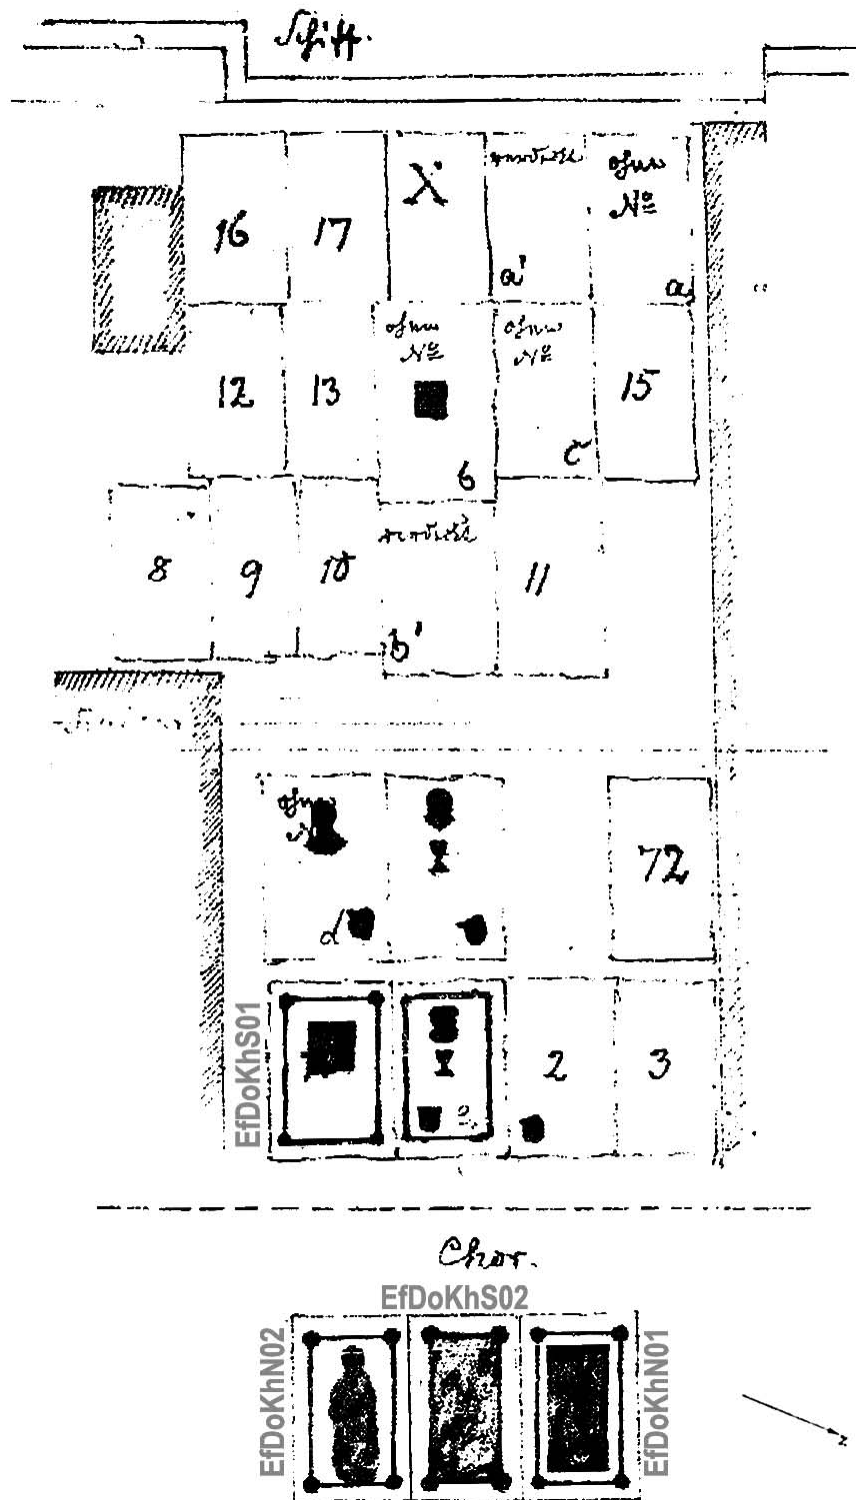 Schiff.
16
17
X
a'
ohne
No
a
12
13
ohne
No
b
ohne
No
c
15
8
9
10
b'
11
ohne
d
72
EfDoKhS01
2
3
Chor.
EfDoKhS02
EfDoKhN02
EfDoKhN01